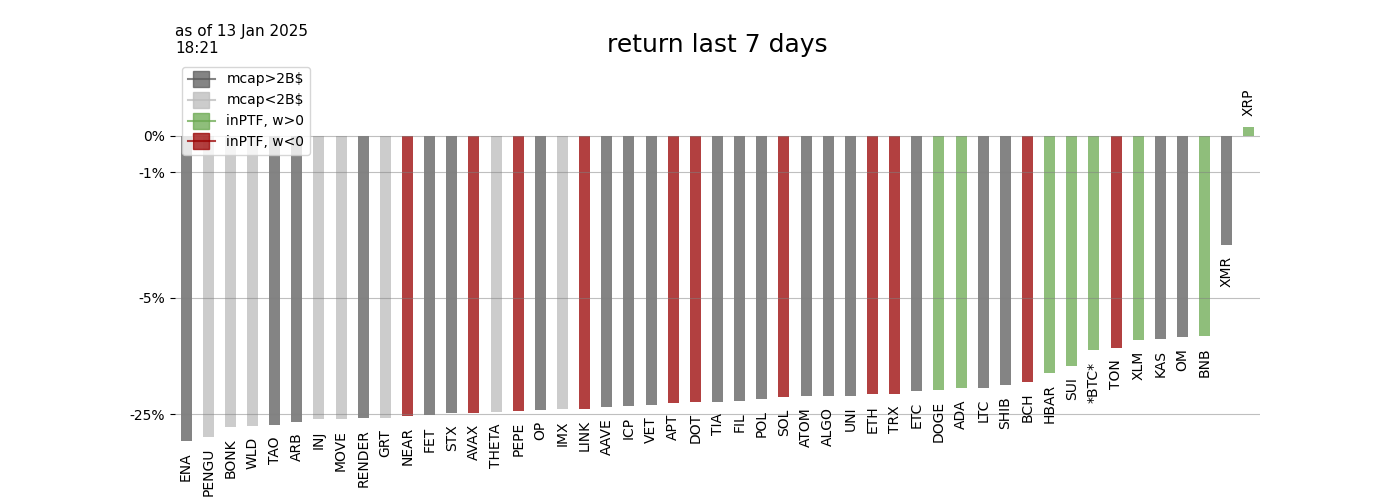 as of 13 Jan 2025
18:21
return last 7 days
mcap>2B$
mcap<2B$
inPTF, w>0
inPTF, w<0
0%
-1%
-5%
-25%
ENA
PENGU
BONK
WLD
TAO
ARB
INJ
MOVE
RENDER
GRT
NEAR
FET
STX
AVAX
THETA
PEPE
OP
IMX
LINK
AAVE
ICP
VET
APT
DOT
TIA
FIL
POL
SOL
ATOM
ALGO
UNI
ETH
TRX
ETC
DOGE
ADA
LTC
SHIB
BCH
HBAR
SUI
*BTC*
TON
XLM
KAS
OM
BNB
XMR
XRP